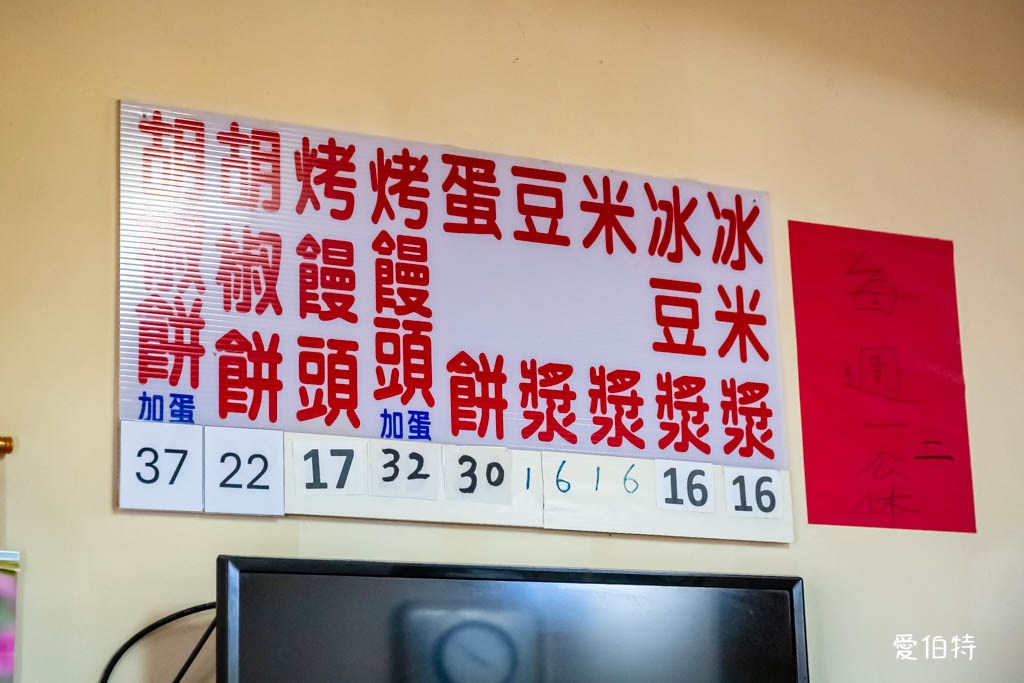 胡椒餅
加蛋
37
胡椒餅
22
烤饅頭
17
烤饅頭
加蛋
32
蛋餅
30
豆漿
16
米漿
16
冰豆漿
16
冰米漿
16
每週一公休
二
愛伯特